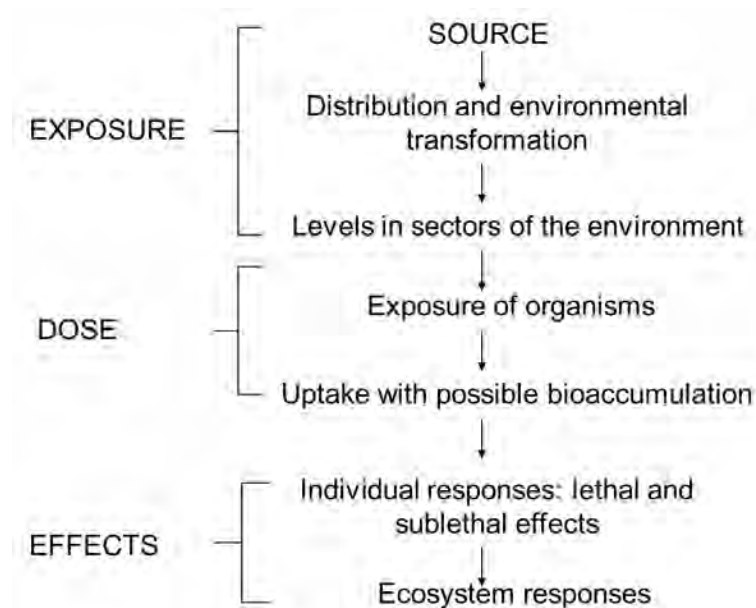 SOURCE
Distribution and environmental
transformation
EXPOSURE
Levels in sectors of the environment
Exposure of organisms
DOSE
Uptake with possible bioaccumulation
Individual responses: lethal and
sublethal effects
EFFECTS
Ecosystem responses